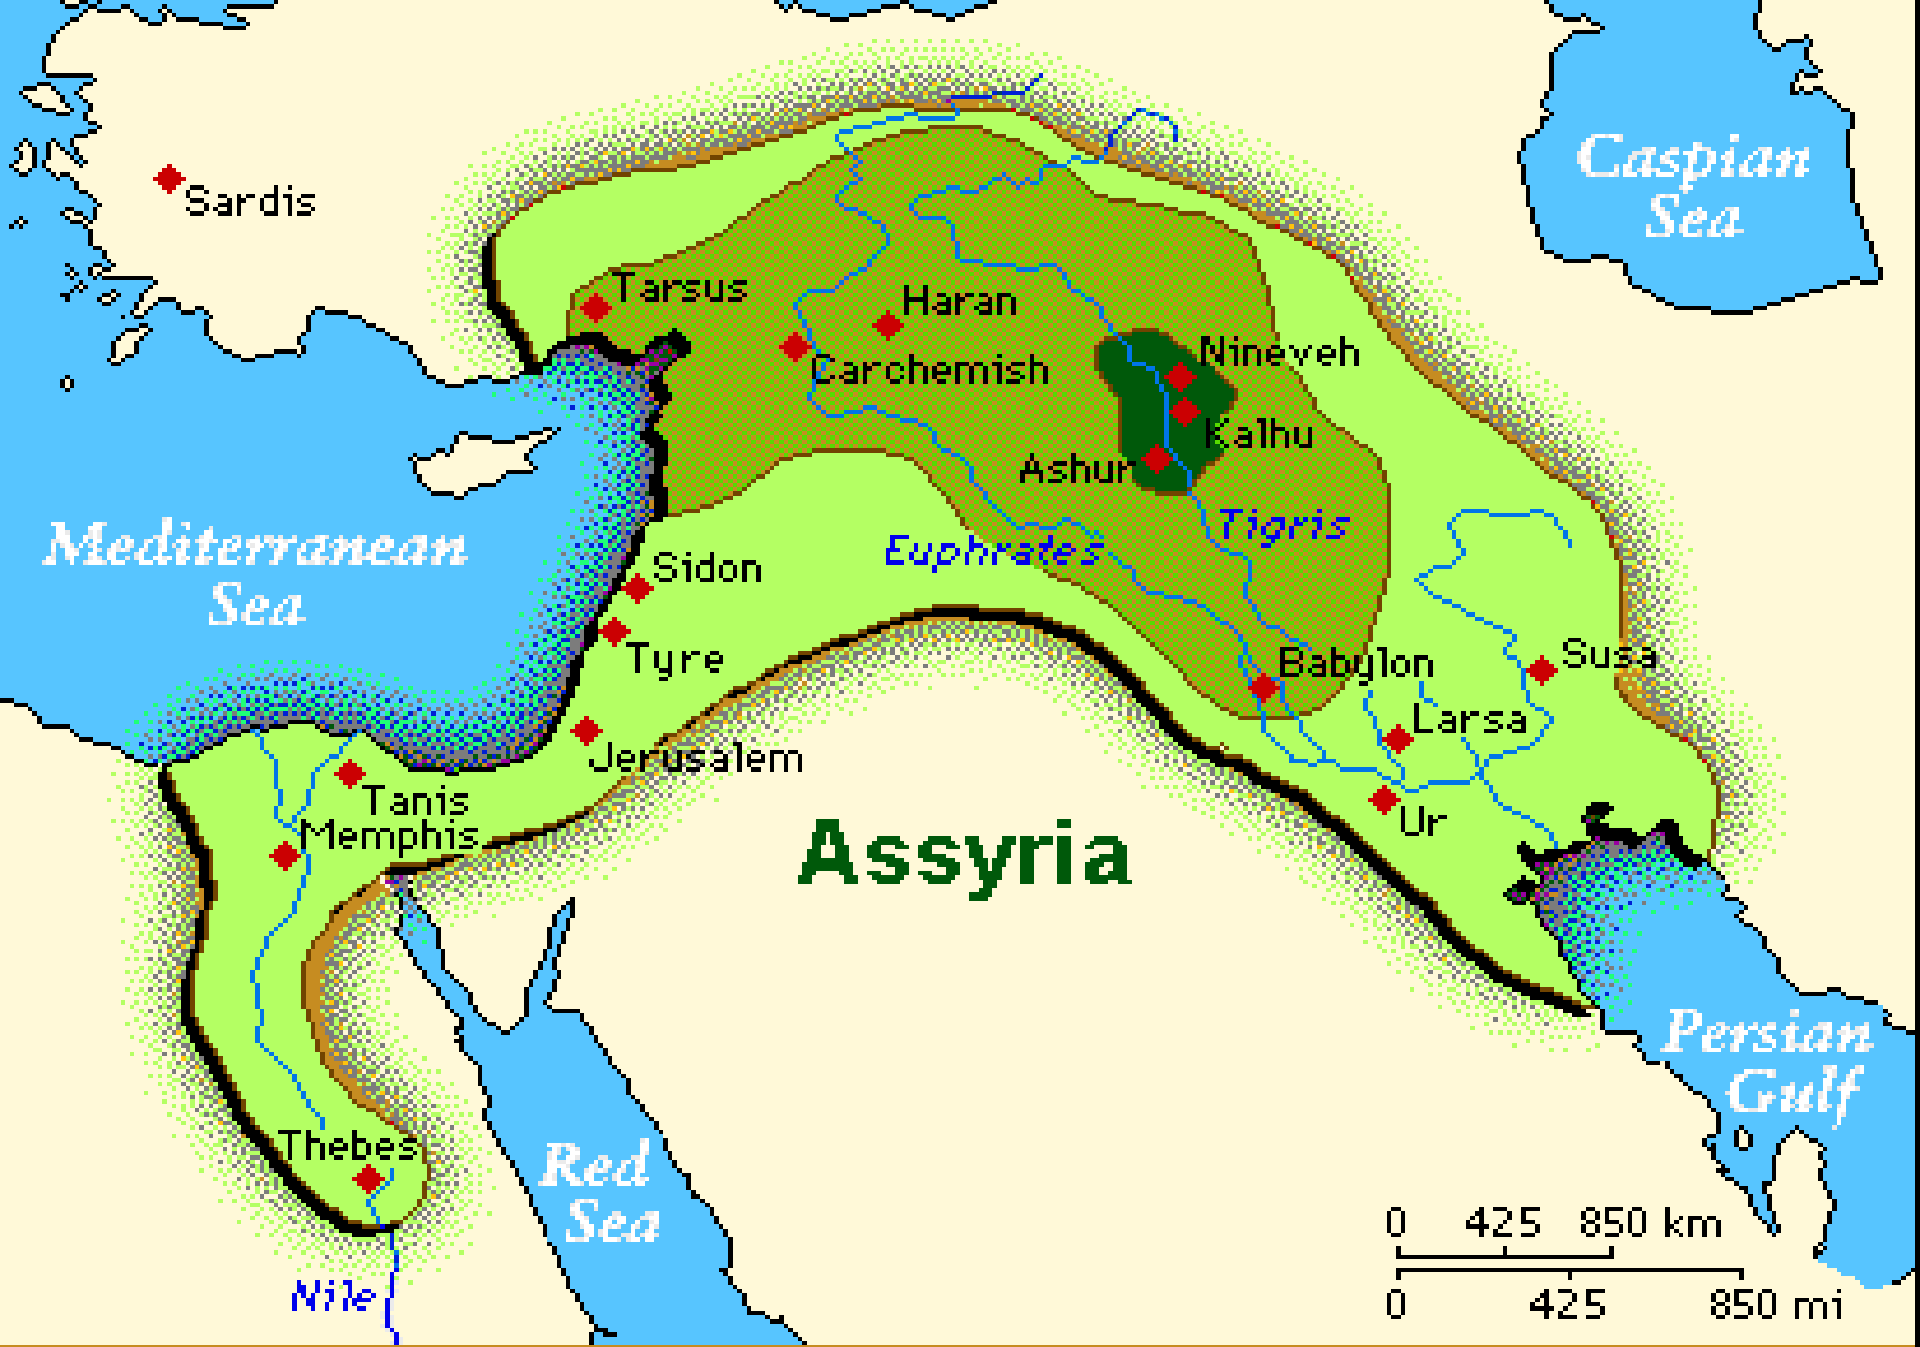 Caspian
Sea
Sardis
Tarsus
Haran
Carchemish
Nineveh
Kalhu
Ashur
Tigris
Euphrates
Mediterranean
Sea
Sidon
Tyre
Babylon
Susa
Larsa
Jerusalem
Tanis
Memphis
Ur
Assyria
Persian
Gulf
Thebes
Red
Sea
Nile
0 425 850 km
0 425 850 mi